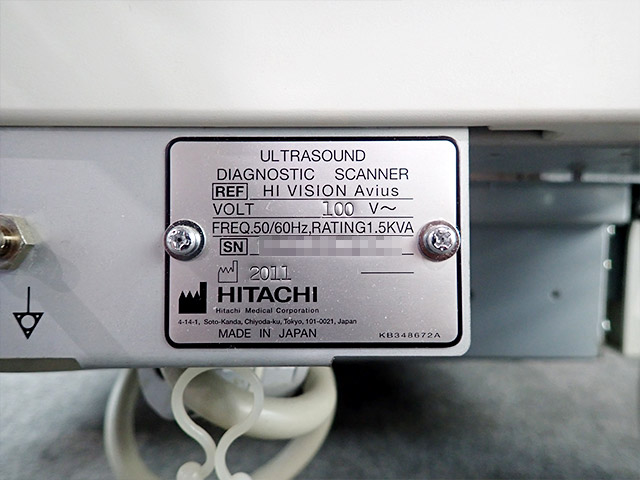 ULTRASOUND
DIAGNOSTIC SCANNER
REF HI VISION Avius
VOLT 100 V～
FREQ.50/60Hz,RATING1.5KVA
SN
2011
HITACHI
Hitachi Medical Corporation
4-14-1, Soto-Kanda, Chiyoda-ku, Tokyo, 101-0021, Japan
MADE IN JAPAN KB348672A